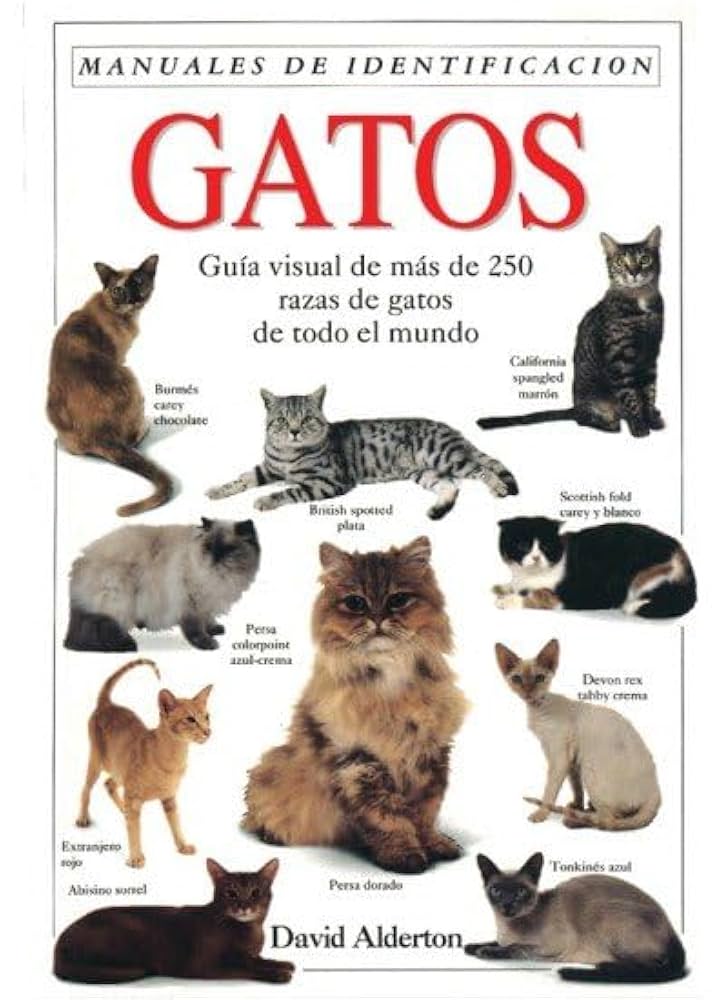 MANUALES DE IDENTIFICACION
GATOS
Guía visual de más de 250
razas de gatos
de todo el mundo
Burmés
carey
chocolate
California
spangled
marrón
British spotted
plata
Scottish fold
carey y blanco
Persa
colorpoint
azul-crema
Devon rex
tabby crema
Extranjero
rojo
Persa dorado
Tonkinés azul
Abisino sorrel
David Alderton